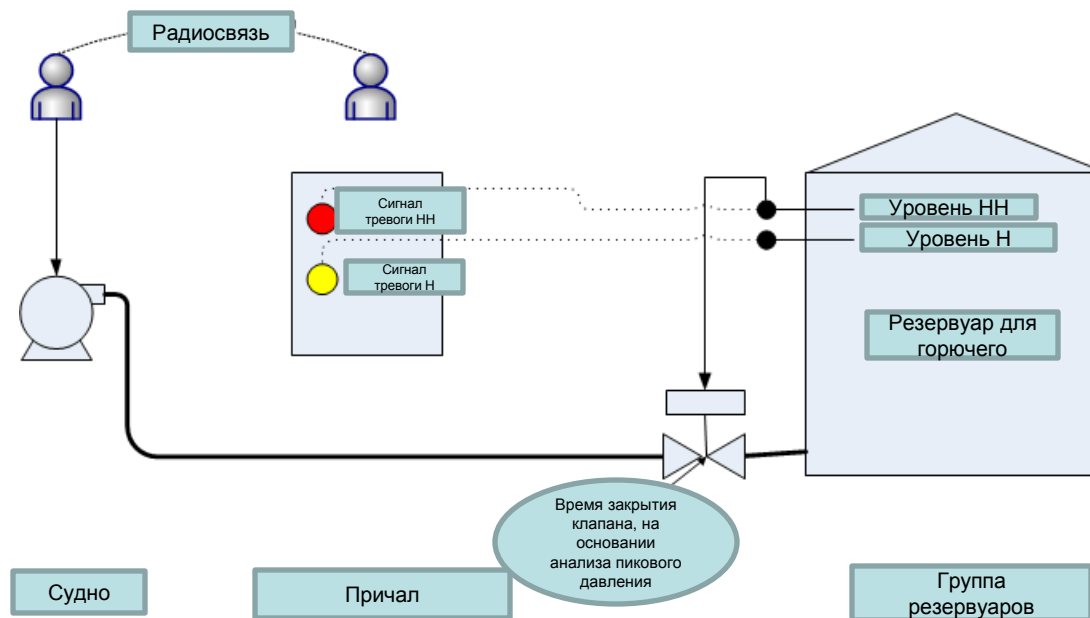 Радиосвязь
Сигнал
тревоги НН
Уровень НН
Уровень Н
Сигнал
тревоги Н
Резервуар для
горючего
Время закрытия
клапана, на
основании
анализа пикового
давления
Судно
Причал
Группа
резервуаров